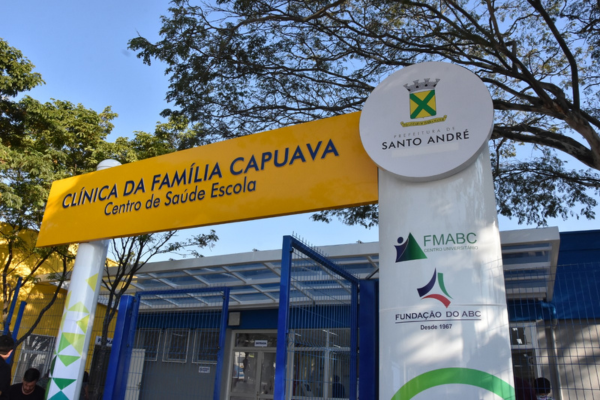 CLÍNICA DA FAMÍLIA CAPUAVA
Centro de Saúde Escola
PREFEITURA DE
SANTO ANDRÉ
FMABC
FUNDAÇÃO DO ABC
Desde 1967